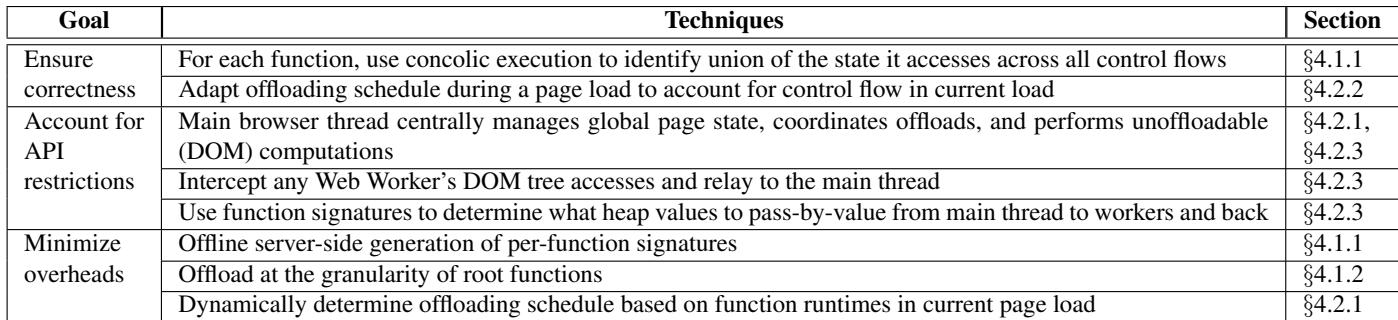 Goal Techniques Section
Ensure For each function, use concolic execution to identify union of the state it accesses across all control flows §4.1.1
correctness Adapt offloading schedule during a page load to account for control flow in current load §4.2.2
Account for Main browser thread centrally manages global page state, coordinates offloads, and performs unoffloadable §4.2.1,
API (DOM) computations §4.2.3
restrictions Intercept any Web Worker's DOM tree accesses and relay to the main thread §4.2.3
Use function signatures to determine what heap values to pass-by-value from main thread to workers and back §4.2.3
Minimize Offline server-side generation of per-function signatures §4.1.1
overheads Offload at the granularity of root functions §4.1.2
Dynamically determine offloading schedule based on function runtimes in current page load §4.2.1